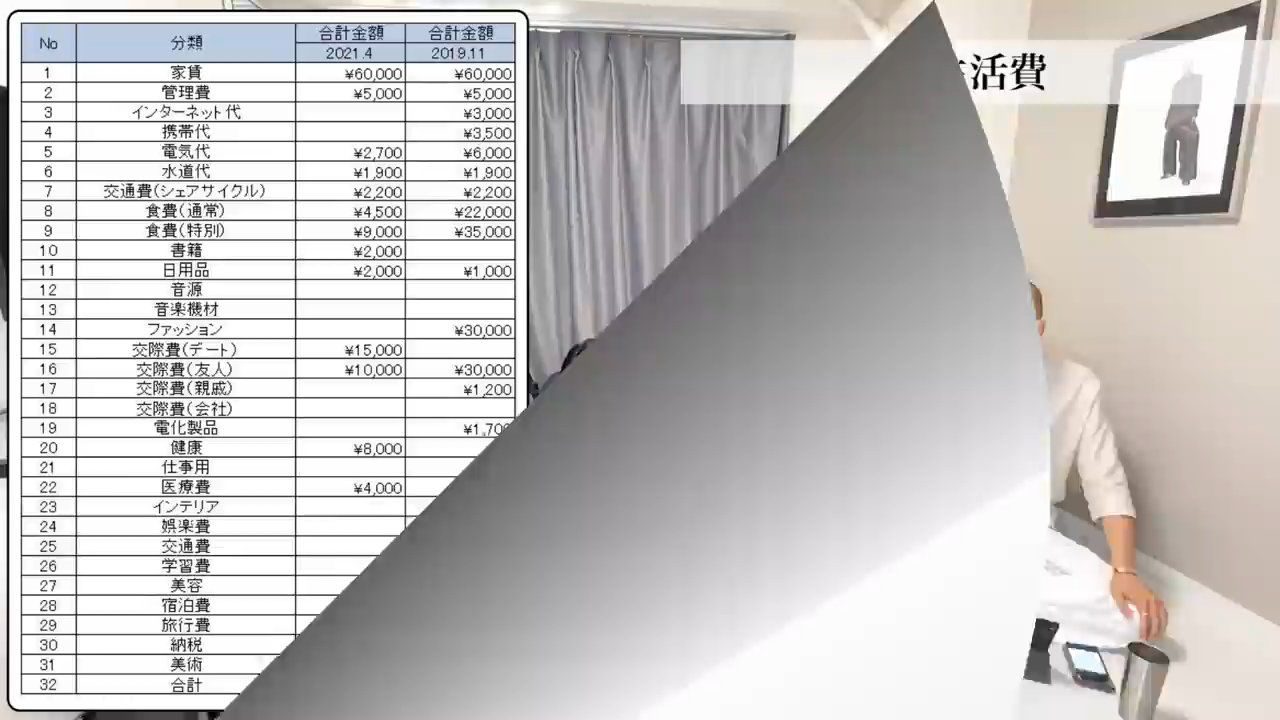 No 分類 合計金額 合計金額
2021.4 2019.11
1 家賃 ¥60,000 ¥60,000
2 管理費 ¥5,000 ¥5,000
3 インターネット代 ¥3,000
4 携帯代 ¥3,500
5 電気代 ¥2,700 ¥6,000
6 水道代 ¥1,900 ¥1,900
7 交通費(シェアサイクル) ¥2,200 ¥2,200
8 食費(通常) ¥4,500 ¥22,000
9 食費(特別) ¥9,000 ¥35,000
10 書籍 ¥2,000
11 日用品 ¥2,000 ¥1,000
12 音源
13 音楽機材
14 ファッション ¥30,000
15 交際費(デート) ¥15,000
16 交際費(友人) ¥10,000 ¥30,000
17 交際費(親戚) ¥1,200
18 交際費(会社)
19 電化製品 ¥1,700
20 健康 ¥8,000
21 仕事用
22 医療費 ¥4,000
23 インテリア
24 娯楽費
25 交通費
26 学習費
27 美容
28 宿泊費
29 旅行費
30 納税
31 美術
32 合計
活費